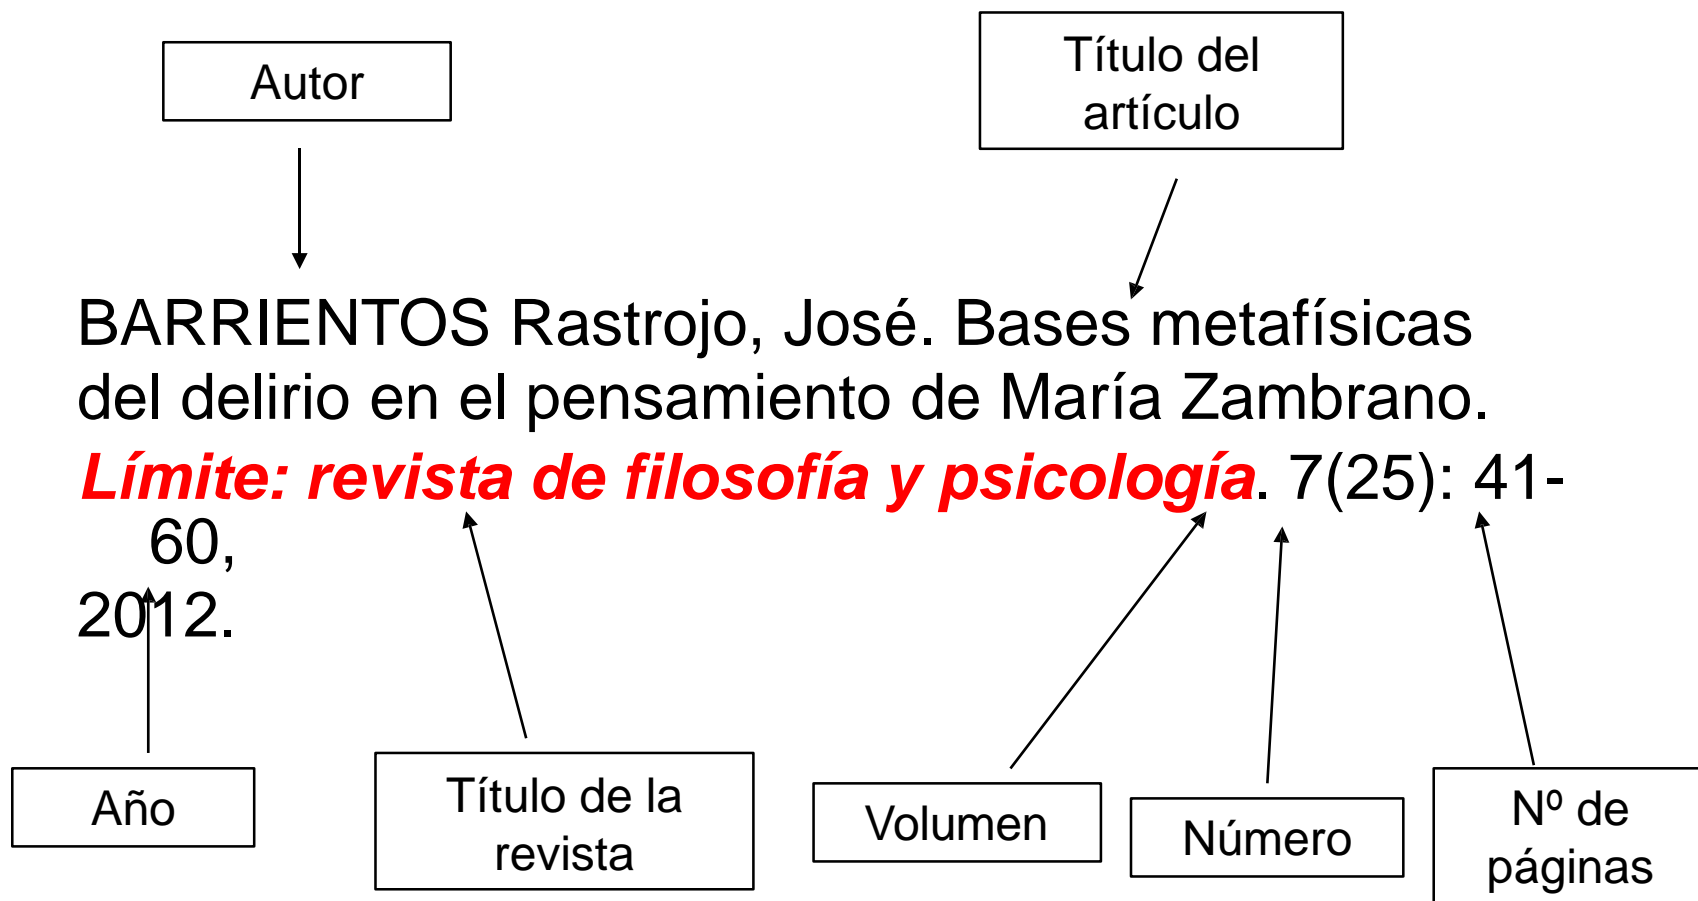 Autor
Título del
artículo
BARRIENTOS Rastrojo, José. Bases metafísicas
del delirio en el pensamiento de María Zambrano.
Límite: revista de filosofía y psicología. 7(25): 41-
60,
2012.
Año
Título de la
revista
Volumen
Número
Nº de
páginas